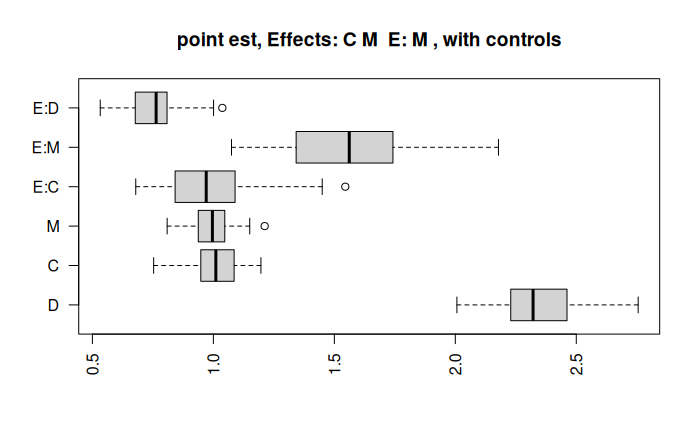 point est, Effects: C M  E: M , with controls
E:D
E:M
E:C
M
C
D
0.5
1.0
1.5
2.0
2.5